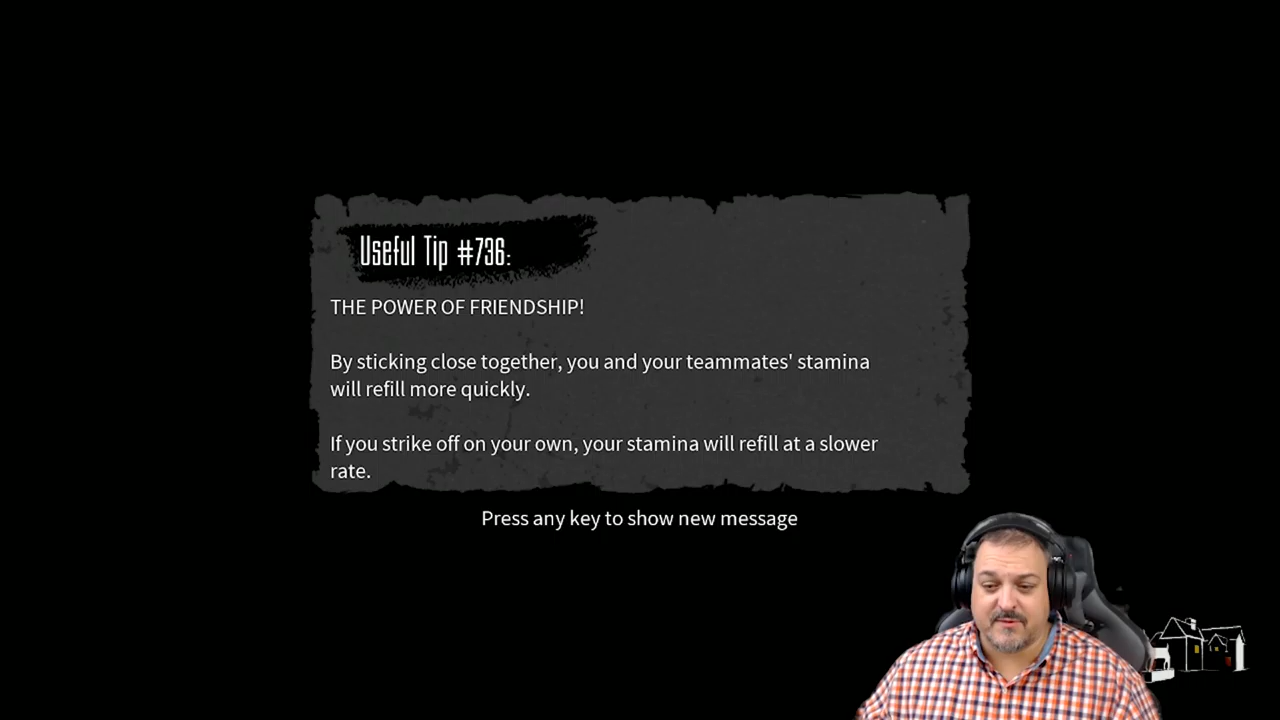 Useful Tip #736:
THE POWER OF FRIENDSHIP!
By sticking close together, you and your teammates' stamina
will refill more quickly.
If you strike off on your own, your stamina will refill at a slower
rate.
Press any key to show new message